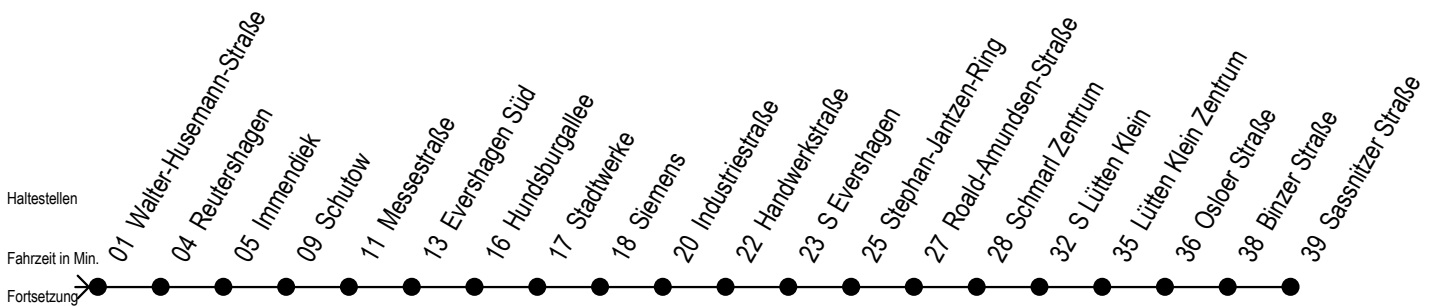 Haltestellen
Fahrzeit in Min.
Fortsetzung
01 Walter-Husemann-Straße
04 Reutershagen
05 Immendiek
09 Schutow
11 Messestraße
13 Evershagen Süd
16 Hundsburgallee
17 Stadtwerke
18 Siemens
20 Industriestraße
22 Handwerkstraße
23 S Evershagen
25 Stephan-Jantzen-Ring
27 Roald-Amundsen-Straße
28 Schmarl Zentrum
32 S Lütten Klein
35 Lütten Klein Zentrum
36 Osloer Straße
38 Binzer Straße
39 Sassnitzer Straße